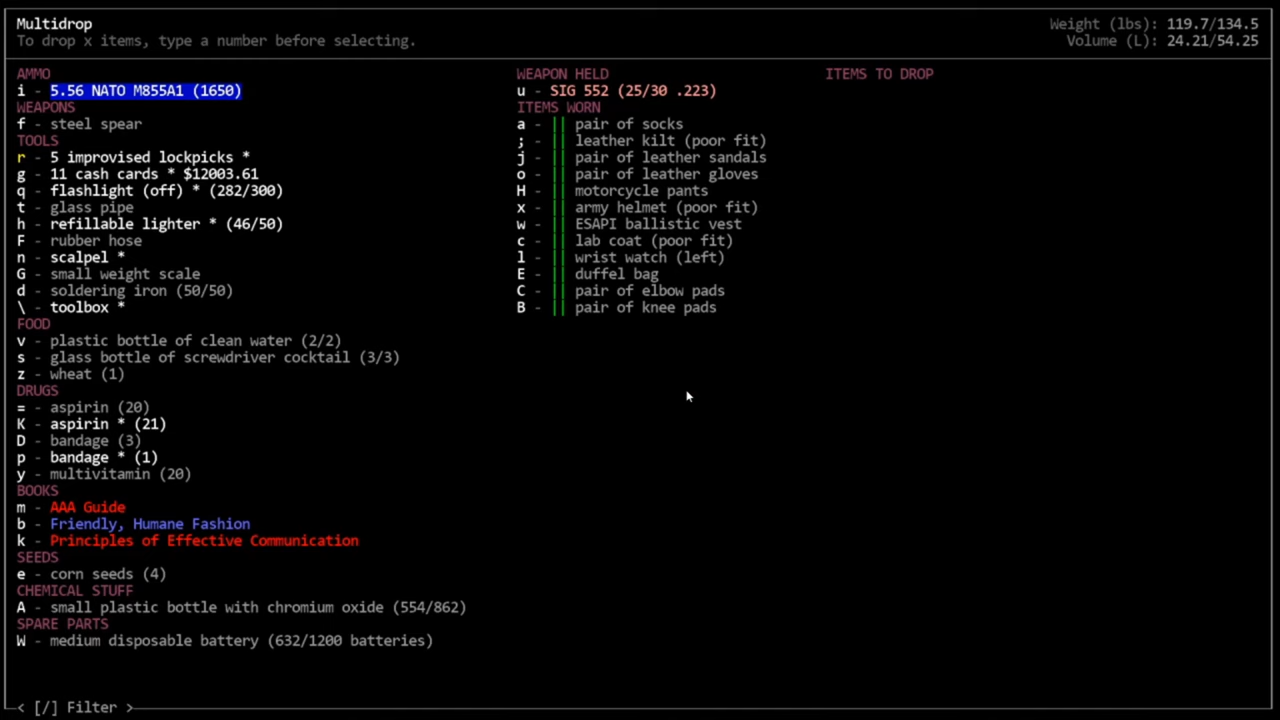 Multidrop
Weight (lbs): 119.7/134.5
To drop x items, type a number before selecting.
Volume (L): 24.21/54.25
AMMO
i - 5.56 NATO M855A1 (1650)
WEAPONS
f - steel spear
TOOLS
r - 5 improvised lockpicks *
g - 11 cash cards * $12003.61
q - flashlight (off) * (282/300)
t - glass pipe
h - refillable lighter * (46/50)
F - rubber hose
n - scalpel *
G - small weight scale
d - soldering iron (50/50)
\ - toolbox *
FOOD
v - plastic bottle of clean water (2/2)
s - glass bottle of screwdriver cocktail (3/3)
z - wheat (1)
DRUGS
= - aspirin (20)
K - aspirin * (21)
D - bandage (3)
p - bandage * (1)
y - multivitamin (20)
BOOKS
m - AAA Guide
b - Friendly, Humane Fashion
k - Principles of Effective Communication
SEEDS
e - corn seeds (4)
CHEMICAL STUFF
A - small plastic bottle with chromium oxide (554/862)
SPARE PARTS
W - medium disposable battery (632/1200 batteries)
WEAPON HELD
u - SIG 552 (25/30 .223)
ITEMS WORN
a - || pair of socks
; - || leather kilt (poor fit)
j - || pair of leather sandals
o - || pair of leather gloves
H - || motorcycle pants
x - || army helmet (poor fit)
w - || ESAPI ballistic vest
c - || lab coat (poor fit)
l - || wrist watch (left)
E - || duffel bag
C - || pair of elbow pads
B - || pair of knee pads
ITEMS TO DROP
< [/] Filter >